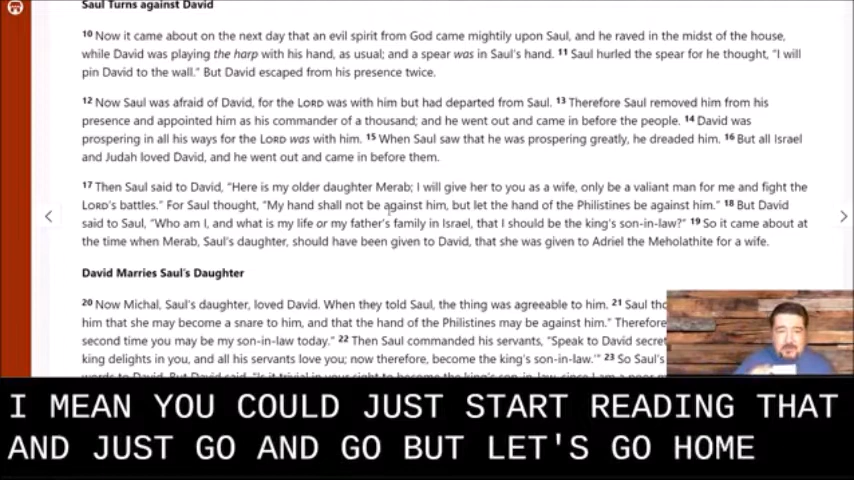 Saul Turns against David
10 Now it came about on the next day that an evil spirit from God came mightily upon Saul, and he raved in the midst of the house,
while David was playing the harp with his hand, as usual; and a spear was in Saul's hand. 11 Saul hurled the spear for he thought, “I will
pin David to the wall.” But David escaped from his presence twice.
12 Now Saul was afraid of David, for the LORD was with him but had departed from Saul. 13 Therefore Saul removed him from his
presence and appointed him as his commander of a thousand; and he went out and came in before the people. 14 David was
prospering in all his ways for the LORD was with him. 15 When Saul saw that he was prospering greatly, he dreaded him. 16 But all Israel
and Judah loved David, and he went out and came in before them.
17 Then Saul said to David, “Here is my older daughter Merab; I will give her to you as a wife, only be a valiant man for me and fight the
LORD's battles.” For Saul thought, “My hand shall not be against him, but let the hand of the Philistines be against him.” 18 But David
said to Saul, “Who am I, and what is my life or my father's family in Israel, that I should be the king's son-in-law?” 19 So it came about at
the time when Merab, Saul's daughter, should have been given to David, that she was given to Adriel the Meholathite for a wife.
David Marries Saul's Daughter
20 Now Michal, Saul's daughter, loved David. When they told Saul, the thing was agreeable to him. 21 Saul tho
him that she may become a snare to him, and that the hand of the Philistines may be against him.” Therefore
second time you may be my son-in-law today.” 22 Then Saul commanded his servants, “Speak to David secret
king delights in you, and all his servants love you; now therefore, become the king's son-in-law.'” 23 So Saul's
I MEAN YOU COULD JUST START READING THAT
AND JUST GO AND GO BUT LET'S GO HOME